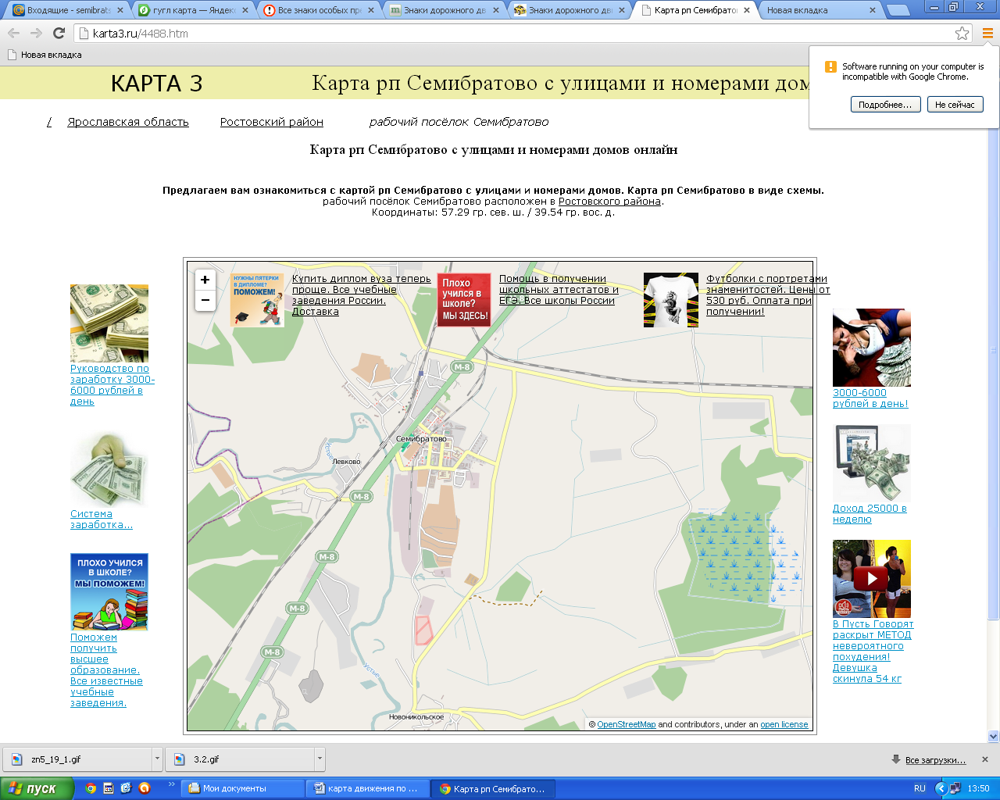 Входящие - semibrats
гугл карта — Яндекс
Все знаки особых пре
Знаки дорожного дв
Знаки дорожного дви
Карта рп Семибратово
Новая вкладка
karta3.ru/4488.htm
Новая вкладка
Software running on your computer is
incompatible with Google Chrome.
Подробнее...
Не сейчас
КАРТА 3
Карта рп Семибратово с улицами и номерами дом
/
Ярославская область
Ростовский район
рабочий посёлок Семибратово
Карта рп Семибратово с улицами и номерами домов онлайн
Предлагаем вам ознакомиться с картой рп Семибратово с улицами и номерами домов. Карта рп Семибратово в виде схемы.
рабочий посёлок Семибратово расположен в Ростовского района.
Координаты: 57.29 гр. сев. ш. / 39.54 гр. вос. д.
+
−
НУЖНЫ ПЯТЕРКИ
В ДИПЛОМЕ?
ПОМОЖЕМ!
Купить диплом вуза теперь
проще. Все учебные
заведения России.
Доставка
Плохо
учился в
школе?
МЫ ЗДЕСЬ!
Помощь в получении
школьных аттестатов и
ЕГЭ. Все школы России
Футболки с портретами
знаменитостей. Цены от
530 руб. Оплата при
получении!
M-8
M-8
Семибратово
Левково
Устье
M-8
M-8
M-8
M-8
Устье
Новоникольское
© OpenStreetMap and contributors, under an open license
Руководство по
заработку 3000-
6000 рублей в
день
Система
заработка...
ПЛОХО УЧИЛСЯ
В ШКОЛЕ?
МЫ ПОМОЖЕМ!
Поможем
получить
высшее
образование.
Все известные
учебные
заведения.
3000-6000
рублей в день!
Доход 25000 в
неделю
В Пусть Говорят
раскрыт МЕТОД
невероятного
похудения!
Девушка
скинула 54 кг
zn5_19_1.gif
3.2.gif
Все загрузки...
пуск
»
Мои документы
карта движения по ...
Карта рп Семибрато...
RU
13:50